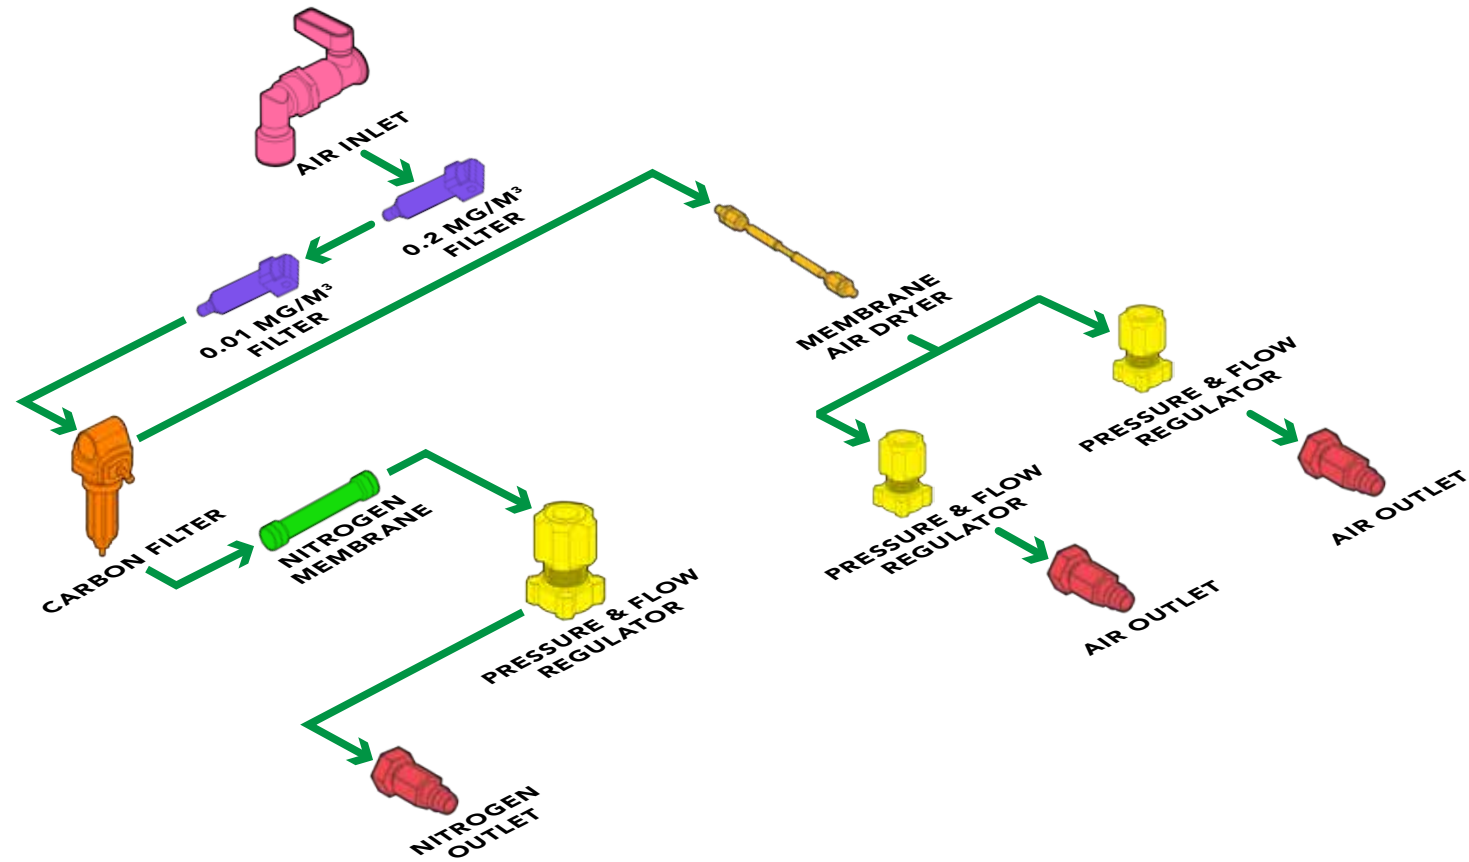 AIR INLET
0.2 MG/M³
FILTER
0.01 MG/M³
FILTER
MEMBRANE
AIR DRYER
PRESSURE & FLOW
REGULATOR
AIR OUTLET
PRESSURE & FLOW
REGULATOR
AIR OUTLET
CARBON FILTER
NITROGEN
MEMBRANE
PRESSURE & FLOW
REGULATOR
NITROGEN
OUTLET